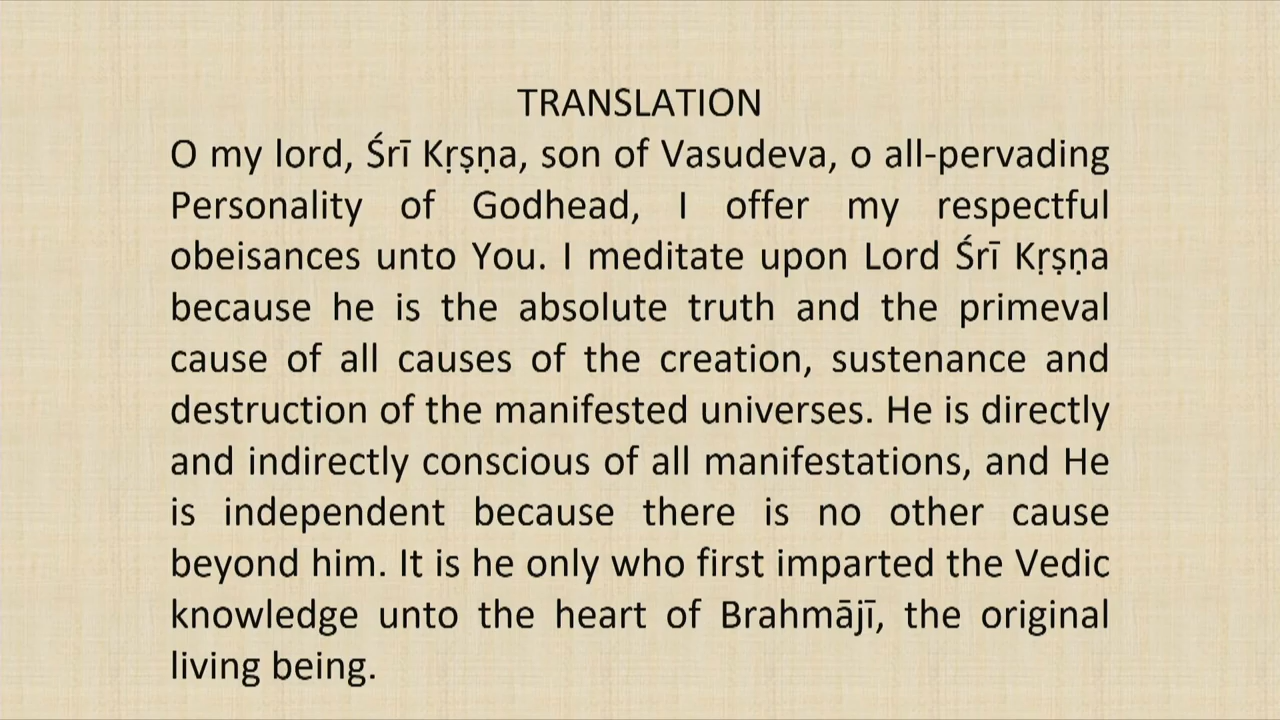 TRANSLATION
O my lord, Śrī Kṛṣṇa, son of Vasudeva, o all-pervading
Personality of Godhead, I offer my respectful
obeisances unto You. I meditate upon Lord Śrī Kṛṣṇa
because he is the absolute truth and the primeval
cause of all causes of the creation, sustenance and
destruction of the manifested universes. He is directly
and indirectly conscious of all manifestations, and He
is independent because there is no other cause
beyond him. It is he only who first imparted the Vedic
knowledge unto the heart of Brahmājī, the original
living being.